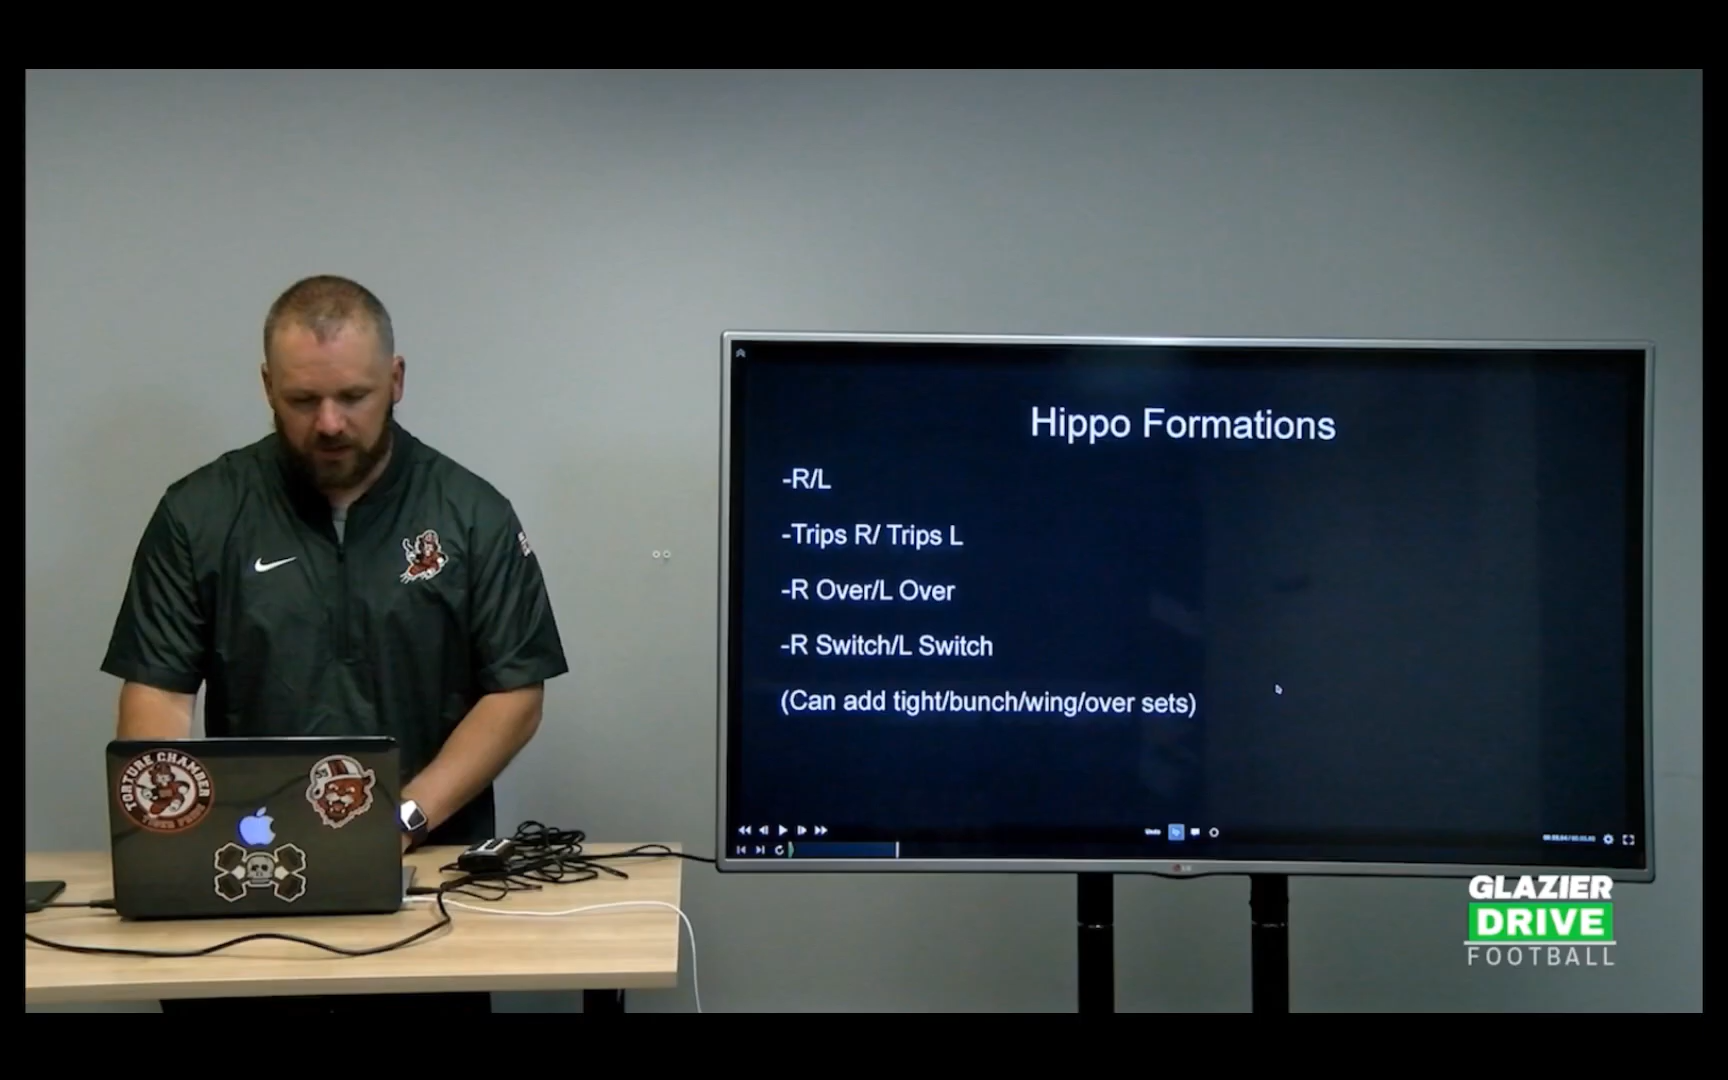 Hippo Formations
-R/L
-Trips R/ Trips L
-R Over/L Over
-R Switch/L Switch
(Can add tight/bunch/wing/over sets)
Undo
TORTURE CHAMBER
GLAZIER
DRIVE
FOOTBALL